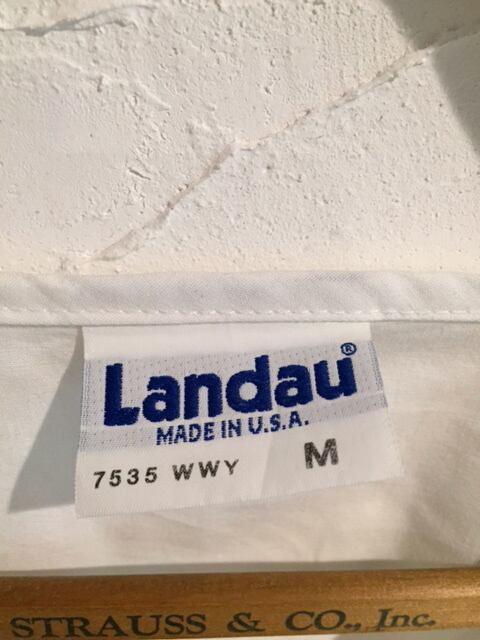 Landau®
MADE IN U.S.A.
7535 WWY M
STRAUSS & CO., Inc.